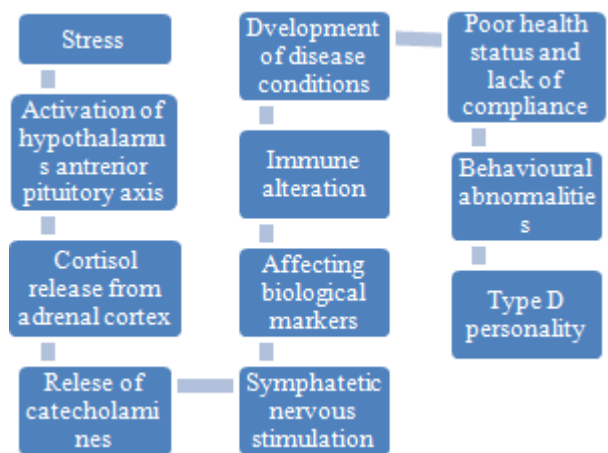 Stress
Activation of
hypothalamu
s antrerior
pituitory axis
Cortisol
release from
adrenal cortex
Relese of
catecholami
nes
Symphatetic
nervous
stimulation
Affecting
biological
markers
Immune
alteration
Dvelopment
of disease
conditions
Poor health
status and
lack of
compliance
Behavioural
abnormalitie
s
Type D
personality